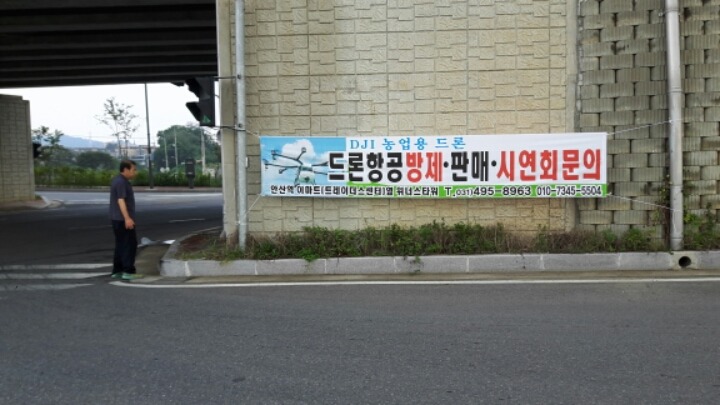 DJI 농업용 드론
드론항공방제·판매·시연회문의
안산역 이마트(트레이더스센터)옆 위너스타워 T.031)495-8963 010-7345-5504